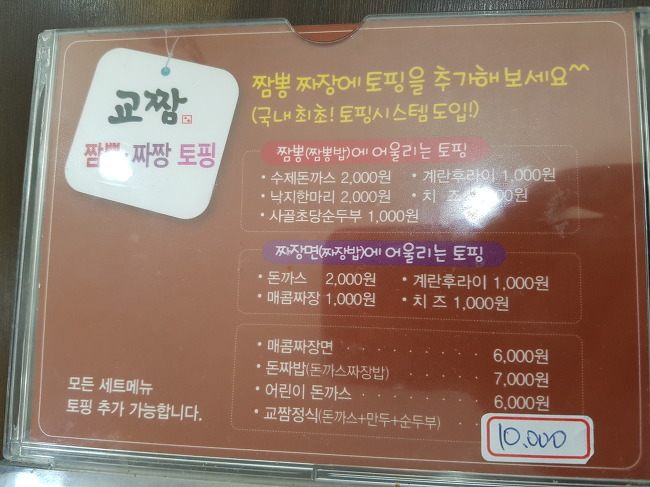 교짬
짬뽕·짜짱 토핑
짬뽕 짜장에 토핑을 추가해보세요^^
(국내 최초! 토핑시스템 도입!)
짬뽕(짬뽕밥)에 어울리는 토핑
• 수제돈까스 2,000원 • 계란후라이 1,000원
• 낙지한마리 2,000원 • 치 즈 1,000원
• 사골초당순두부 1,000원
짜장면(짜장밥)에 어울리는 토핑
• 돈까스 2,000원 • 계란후라이 1,000원
• 매콤짜장 1,000원 • 치 즈 1,000원
• 매콤짜장면 . . . . . . . . . 6,000원
• 돈짜밥(돈까스짜장밥) . . . . . . 7,000원
• 어린이 돈까스 . . . . . . . . 6,000원
• 교짬정식(돈까스+만두+순두부) . . 10,000
모든 세트메뉴
토핑 추가 가능합니다.